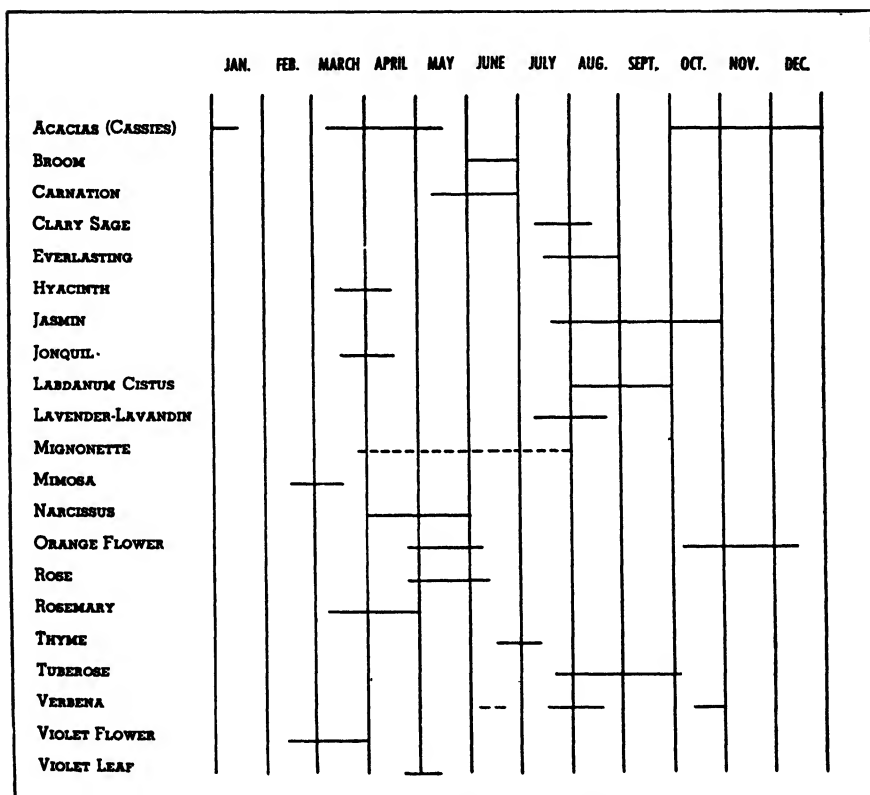 JAN. FEB. MARCH APRIL MAY JUNE JULY AUG. SEPT. OCT. NOV. DEC.
ACACIAS (CASSIES)
BROOM
CARNATION
CLARY SAGE
EVERLASTING
HYACINTH
JASMIN
JONQUIL
LABDANUM CISTUS
LAVENDER-LAVANDIN
MIGNONETTE
MIMOSA
NARCISSUS
ORANGE FLOWER
ROSE
ROSEMARY
THYME
TUBEROSE
VERBENA
VIOLET FLOWER
VIOLET LEAF